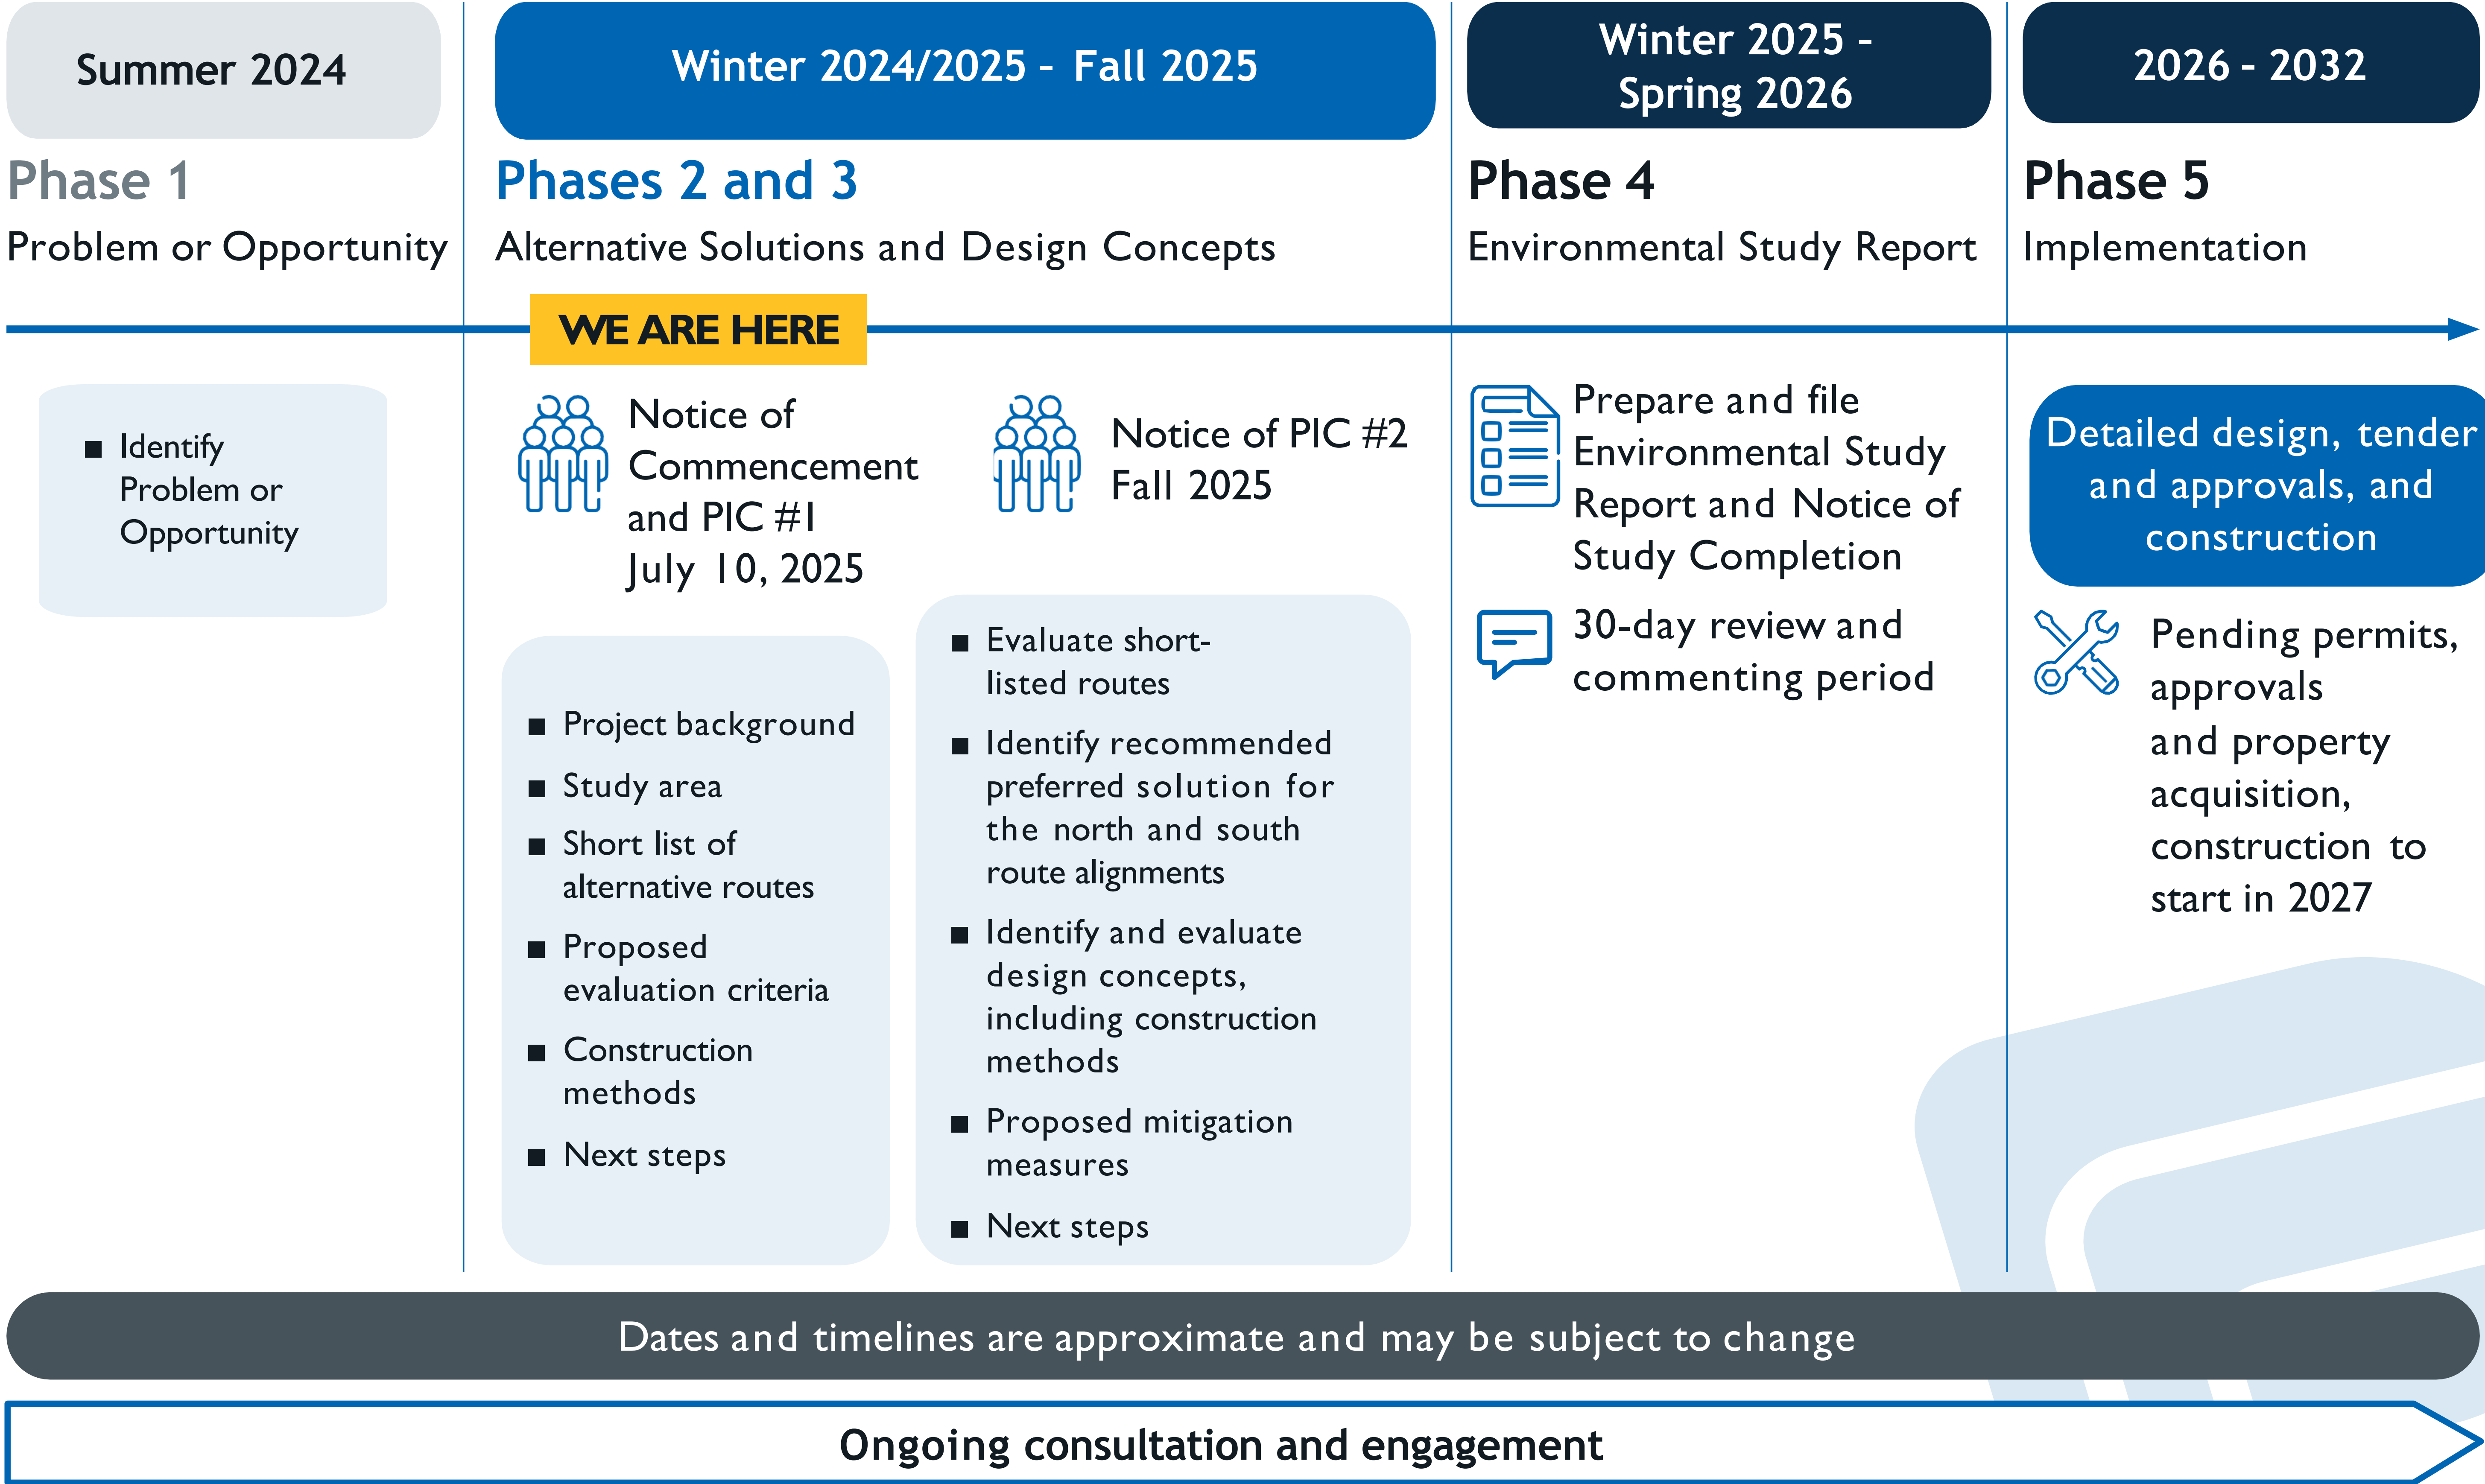 Summer 2024
Phase 1
Problem or Opportunity
■ Identify
Problem or
Opportunity
Winter 2024/2025 - Fall 2025
Phases 2 and 3
Alternative Solutions and Design Concepts
WE ARE HERE
Notice of
Commencement
and PIC #1
July 10, 2025
■ Project background
■ Study area
■ Short list of
alternative routes
■ Proposed
evaluation criteria
■ Construction
methods
■ Next steps
Notice of PIC #2
Fall 2025
■ Evaluate short-
listed routes
■ Identify recommended
preferred solution for
the north and south
route alignments
■ Identify and evaluate
design concepts,
including construction
methods
■ Proposed mitigation
measures
■ Next steps
Winter 2025 -
Spring 2026
Phase 4
Environmental Study Report
Prepare and file
Environmental Study
Report and Notice of
Study Completion
30-day review and
commenting period
2026 - 2032
Phase 5
Implementation
Detailed design, tender
and approvals, and
construction
Pending permits,
approvals
and property
acquisition,
construction to
start in 2027
Dates and timelines are approximate and may be subject to change
Ongoing consultation and engagement